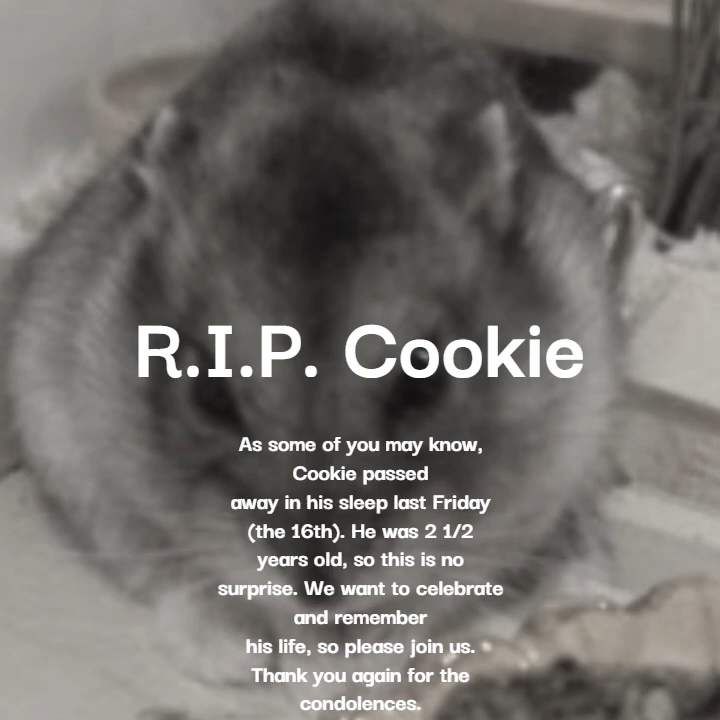 R.I.P. Cookie
As some of you may know,
Cookie passed
away in his sleep last Friday
(the 16th). He was 2 1/2
years old, so this is no
surprise. We want to celebrate
and remember
his life, so please join us.
Thank you again for the
condolences.